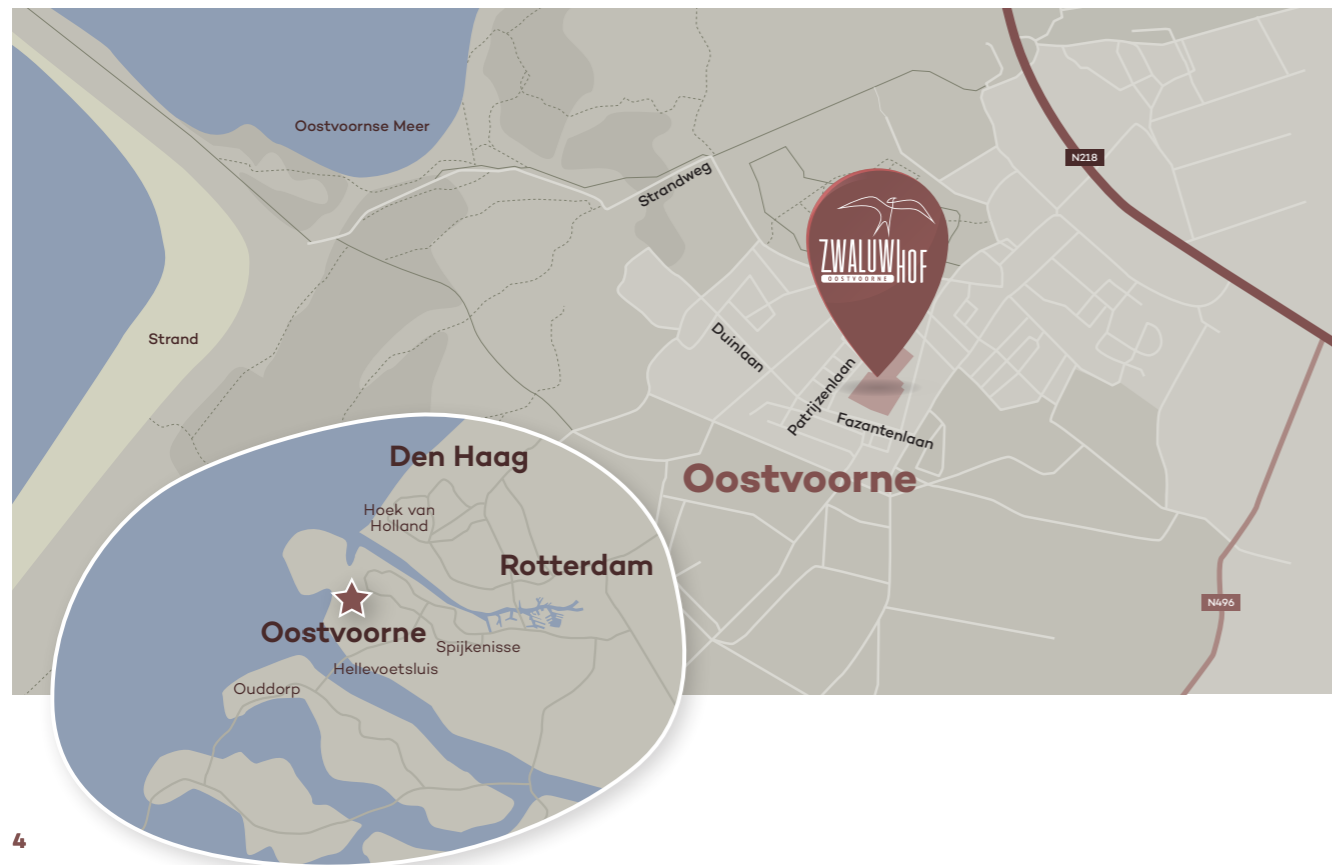 Oostvoornse Meer
Strandweg
N218
ZWALUWHOF
OOSTVOORNE
Strand
Duinlaan
Patrijzenlaan
Fazantenlaan
Oostvoorne
Den Haag
Hoek van
Holland
Rotterdam
N496
Oostvoorne
Spijkenisse
Hellevoetsluis
Ouddorp
4